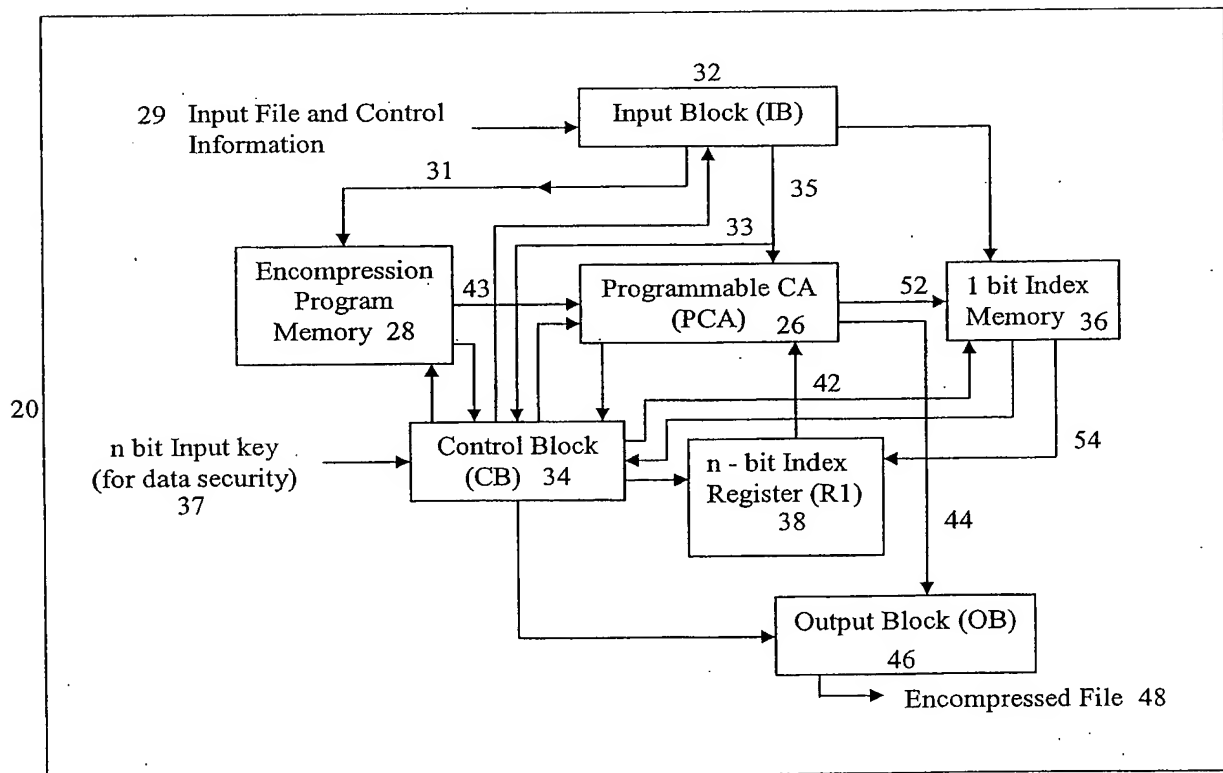 32
Input Block (IB)
29 Input File and Control
Information
31
35
33
Encompression
Program
Memory 28
43
Programmable CA
(PCA) 26
52
1 bit Index
Memory 36
20
42
n bit Input key
(for data security)
37
Control Block
(CB) 34
n - bit Index
Register (R1)
38
54
44
Output Block (OB)
46
Encompressed File 48